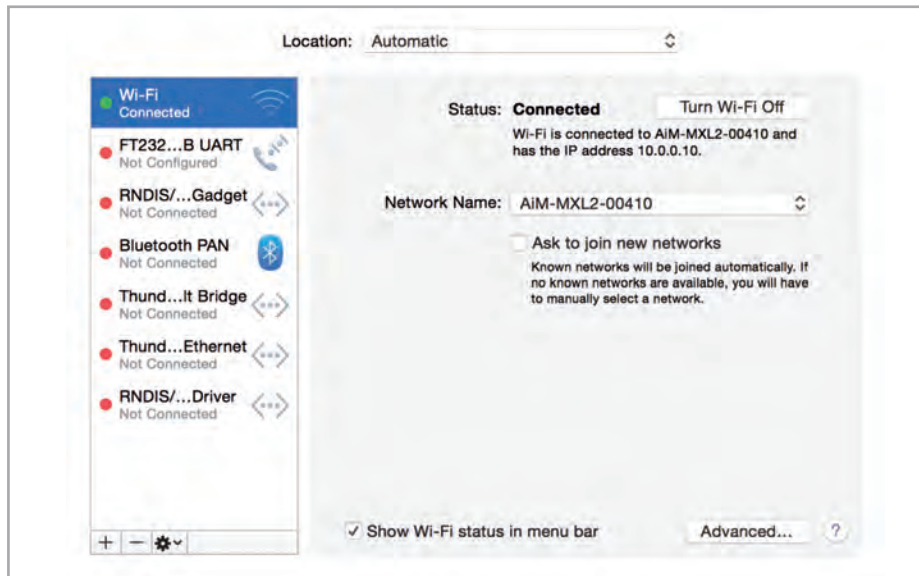 Location: Automatic
Wi-Fi
Connected
FT232...B UART
Not Configured
RNDIS/...Gadget
Not Connected
Bluetooth PAN
Not Connected
Thund...lt Bridge
Not Connected
Thund...Ethernet
Not Connected
RNDIS/...Driver
Not Connected
+ −
Status: Connected
Turn Wi-Fi Off
Wi-Fi is connected to AiM-MXL2-00410 and
has the IP address 10.0.0.10.
Network Name: AiM-MXL2-00410
Ask to join new networks
Known networks will be joined automatically. If
no known networks are available, you will have
to manually select a network.
Show Wi-Fi status in menu bar
Advanced...
?